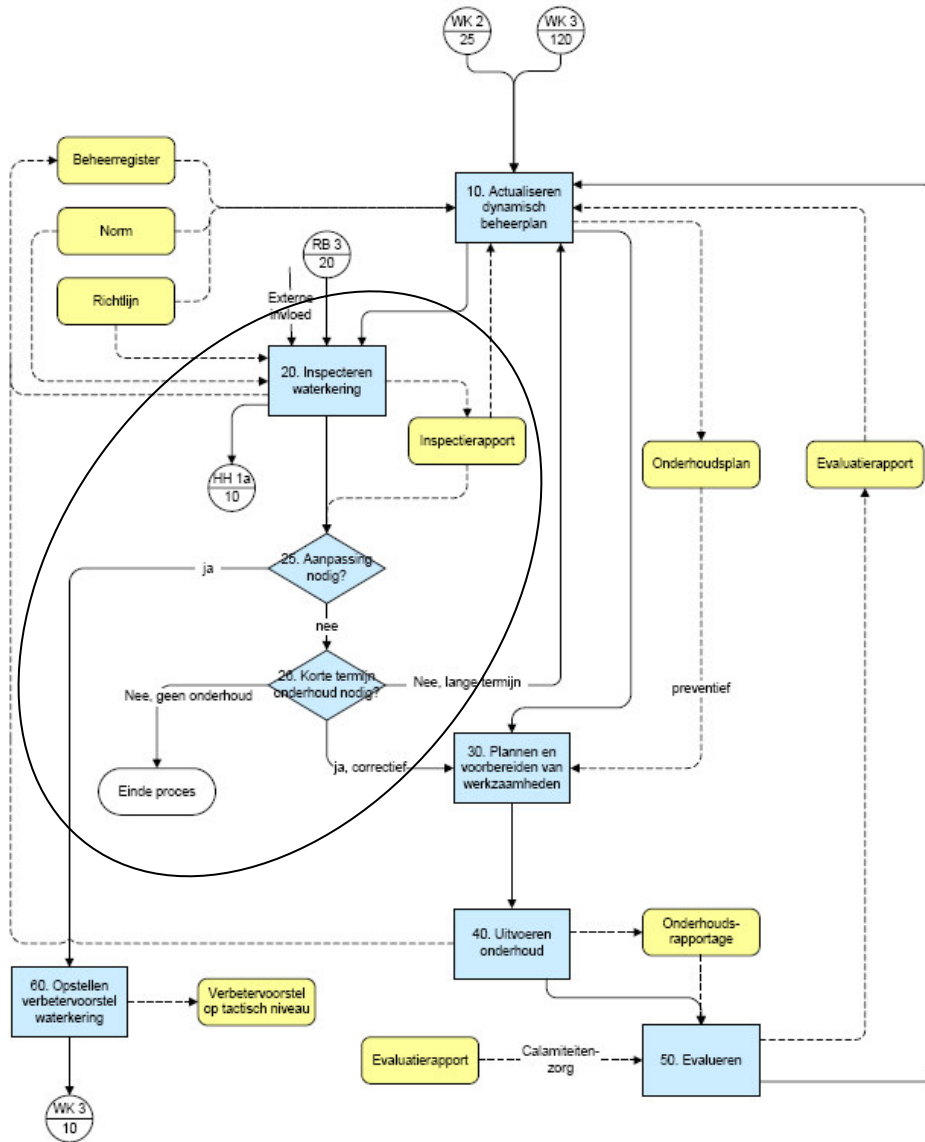 WK 2
25
WK 3
120
Beheerregister
10. Actualiseren
dynamisch
beheerplan
Norm
RB 3
20
Richtlijn
Externe
invloed
20. Inspecteren
waterkering
Inspectierapport
Onderhoudsplan
Evaluatierapport
HH 1a
10
25. Aanpassing
nodig?
ja
nee
26. Korte termijn
onderhoud nodig?
Nee, geen onderhoud
Nee, lange termijn
preventief
30. Plannen en
voorbereiden van
werkzaamheden
ja, correctief
Einde proces
40. Uitvoeren
onderhoud
Onderhouds-
rapportage
60. Opstellen
verbetervoorstel
waterkering
Verbetervoorstel
op tactisch niveau
Evaluatierapport
Calamiteiten-
zorg
50. Evalueren
WK 3
10